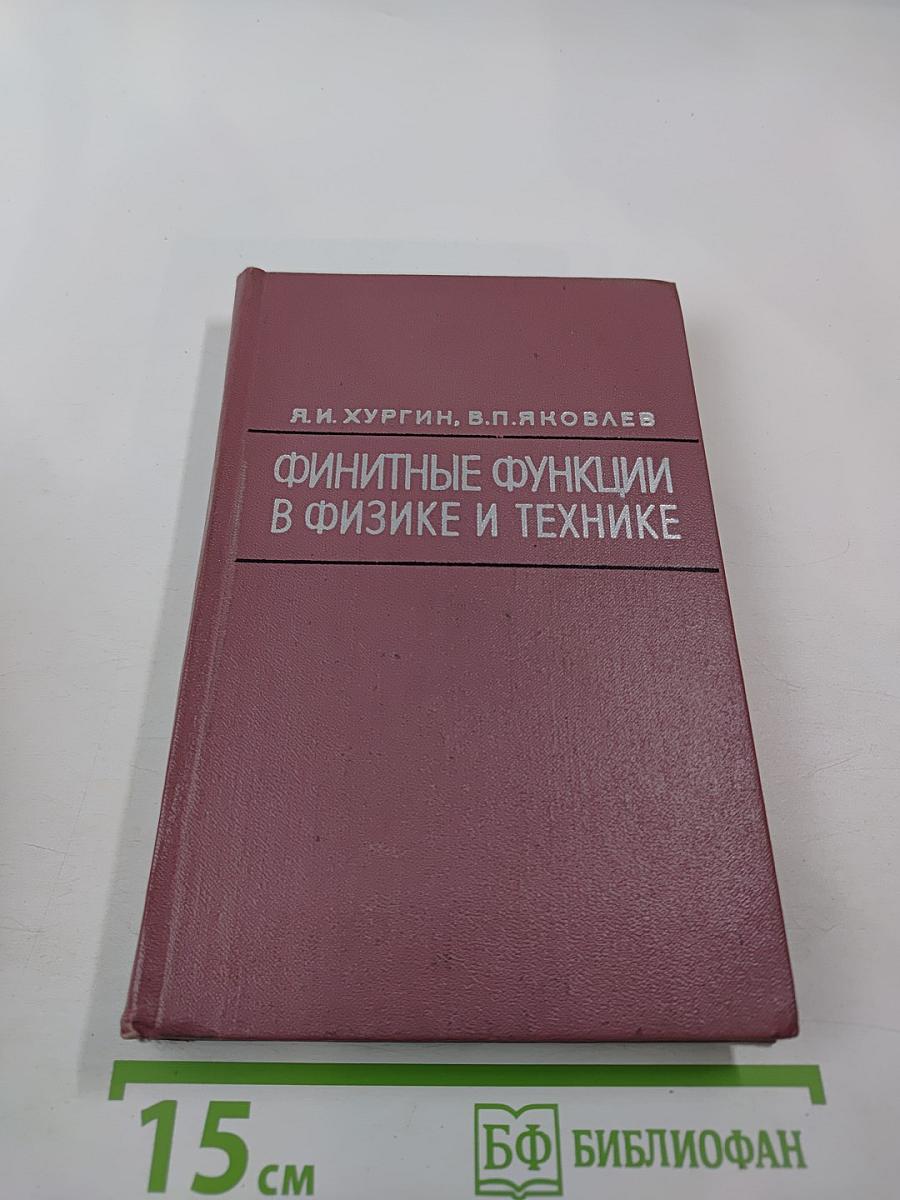 Я.И. ХУРГИН, В.П. ЯКОВЛЕВ
ФИНИТНЫЕ ФУНКЦИИ
В ФИЗИКЕ И ТЕХНИКЕ
15 см
БФ БИБЛИОФАН